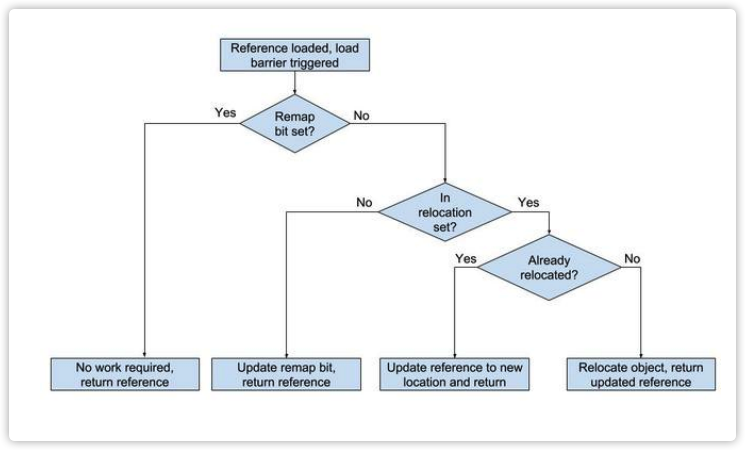 Reference loaded, load
barrier triggered
Yes
Remap
bit set?
No
No
In
relocation
set?
Yes
Yes
Already
relocated?
No
No work required,
return reference
Update remap bit,
return reference
Update reference to new
location and return
Relocate object, return
updated reference